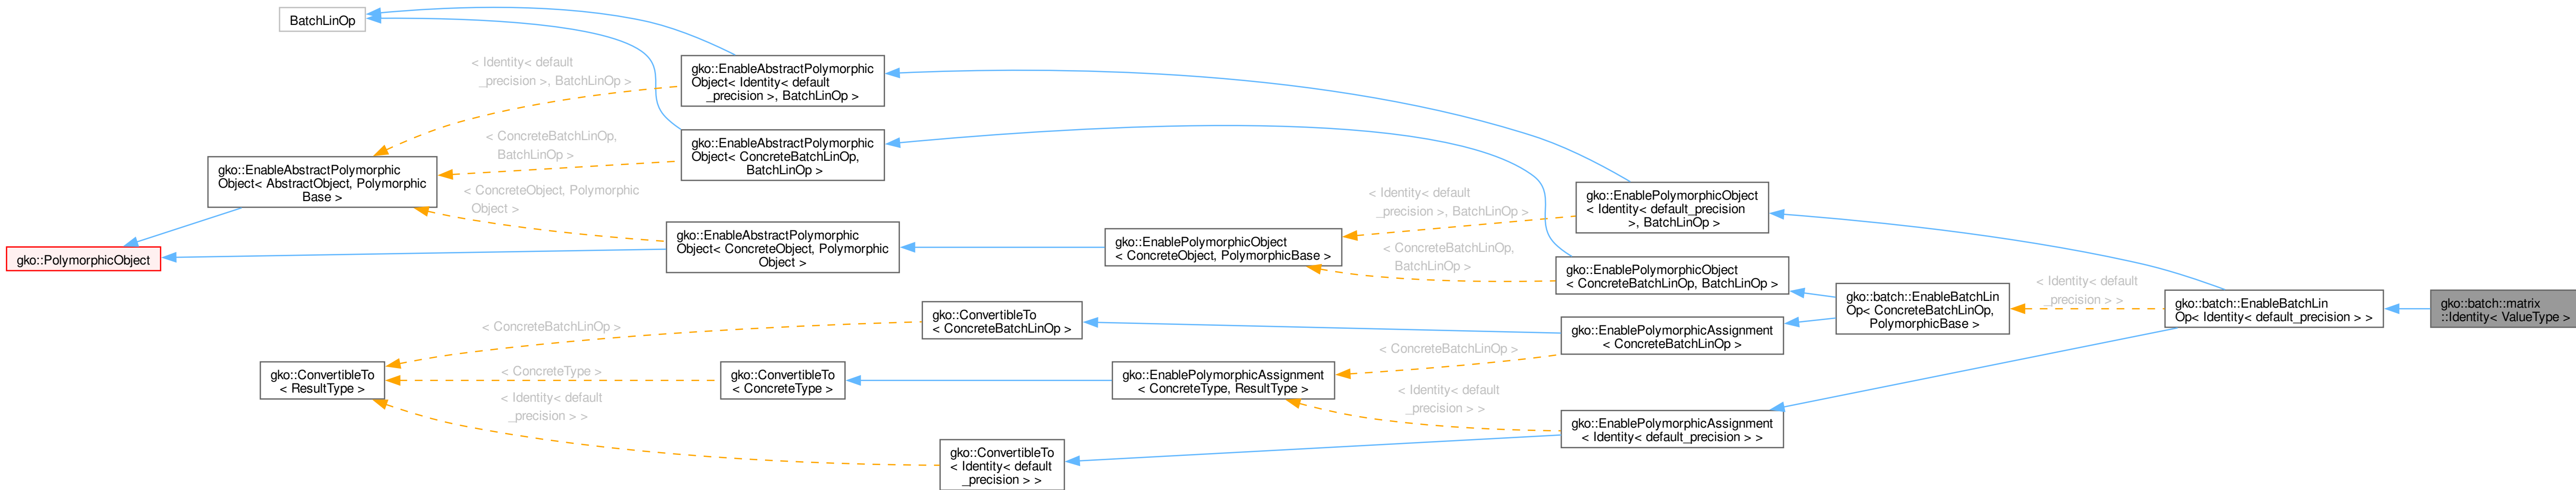 BatchLinOp
< Identity< default
_precision >, BatchLinOp >
gko::EnableAbstractPolymorphic
Object< Identity< default
_precision >, BatchLinOp >
< ConcreteBatchLinOp,
BatchLinOp >
gko::EnableAbstractPolymorphic
Object< ConcreteBatchLinOp,
BatchLinOp >
gko::EnableAbstractPolymorphic
Object< AbstractObject, Polymorphic
Base >
< ConcreteObject, Polymorphic
Object >
gko::PolymorphicObject
gko::EnableAbstractPolymorphic
Object< ConcreteObject, Polymorphic
Object >
gko::EnablePolymorphicObject
< ConcreteObject, PolymorphicBase >
< Identity< default
_precision >, BatchLinOp >
gko::EnablePolymorphicObject
< Identity< default_precision
>, BatchLinOp >
< ConcreteBatchLinOp,
BatchLinOp >
gko::EnablePolymorphicObject
< ConcreteBatchLinOp, BatchLinOp >
gko::batch::EnableBatchLin
Op< ConcreteBatchLinOp,
PolymorphicBase >
< Identity< default
_precision > >
gko::batch::EnableBatchLin
Op< Identity< default_precision > >
gko::batch::matrix
::Identity< ValueType >
< ConcreteBatchLinOp >
gko::ConvertibleTo
< ConcreteBatchLinOp >
gko::EnablePolymorphicAssignment
< ConcreteBatchLinOp >
gko::ConvertibleTo
< ResultType >
< ConcreteType >
gko::ConvertibleTo
< ConcreteType >
gko::EnablePolymorphicAssignment
< ConcreteType, ResultType >
< ConcreteBatchLinOp >
< Identity< default
_precision > >
< Identity< default
_precision > >
gko::EnablePolymorphicAssignment
< Identity< default_precision > >
gko::ConvertibleTo
< Identity< default
_precision > >